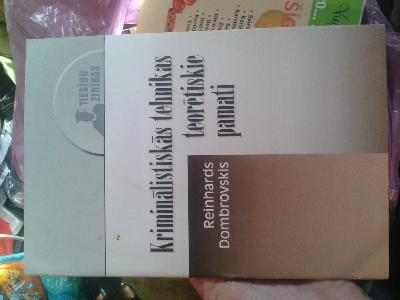 TIESĪBU
ZINĪBAS
Kriminālistiskās tehnikas
teorētiskie
pamati
Reinhards
Dombrovskis